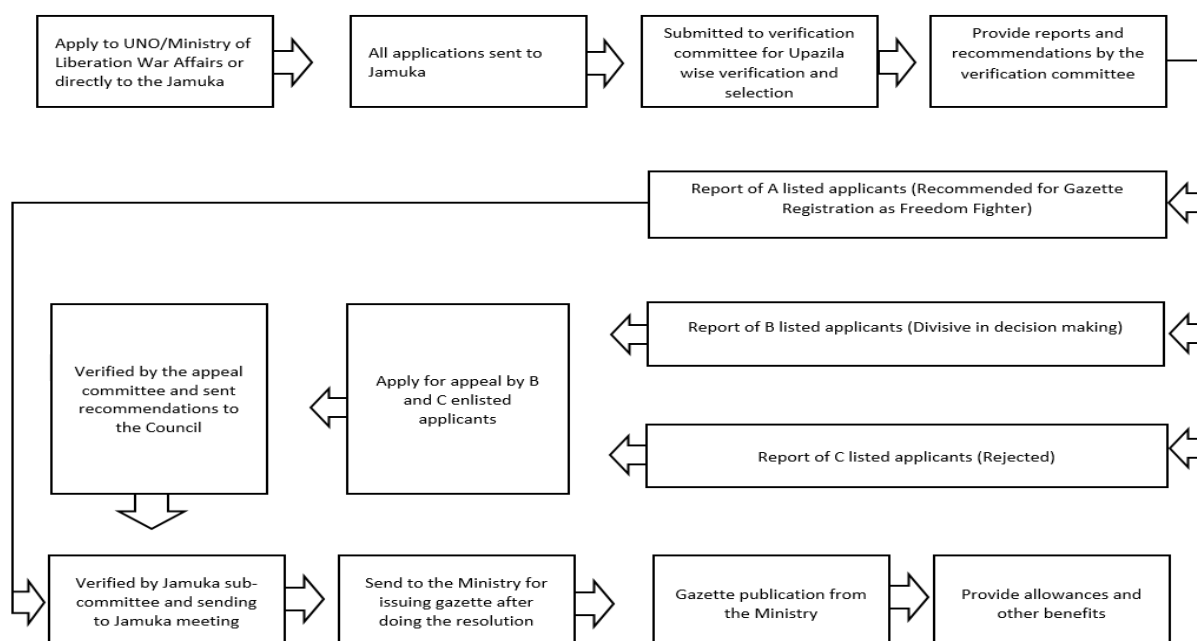 Apply to UNO/Ministry of
Liberation War Affairs or
directly to the Jamuka
All applications sent to
Jamuka
Submitted to verification
committee for Upazila
wise verification and
selection
Provide reports and
recommendations by the
verification committee
Report of A listed applicants (Recommended for Gazette
Registration as Freedom Fighter)
Report of B listed applicants (Divisive in decision making)
Report of C listed applicants (Rejected)
Apply for appeal by B
and C enlisted
applicants
Verified by the appeal
committee and sent
recommendations to
the Council
Verified by Jamuka sub-
committee and sending
to Jamuka meeting
Send to the Ministry for
issuing gazette after
doing the resolution
Gazette publication from
the Ministry
Provide allowances and
other benefits